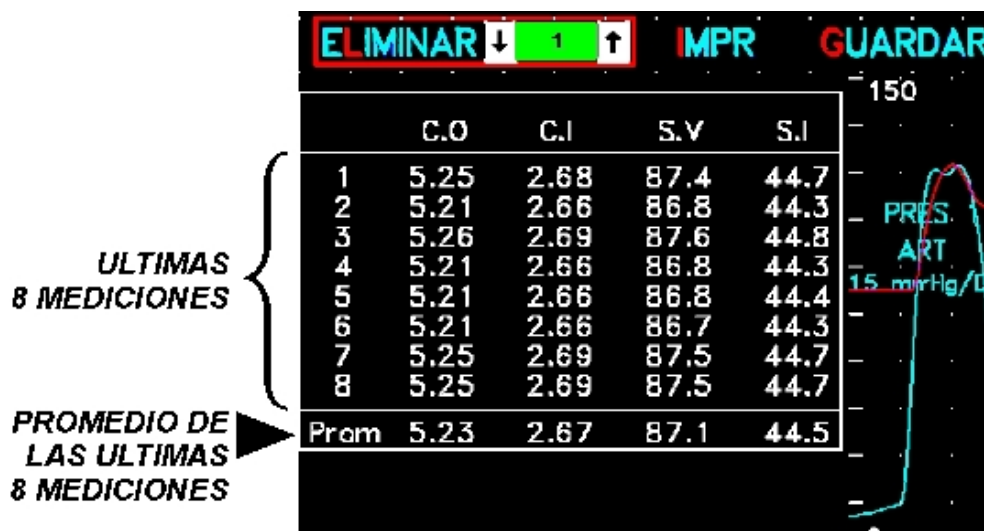 ELIMINAR ↓ 1 ↑ IMPR GUARDAR
150
C.O C.I S.V S.I
1 5.25 2.68 87.4 44.7
2 5.21 2.66 86.8 44.3
3 5.26 2.69 87.6 44.8
4 5.21 2.66 86.8 44.3
5 5.21 2.66 86.8 44.4
6 5.21 2.66 86.7 44.3
7 5.25 2.69 87.5 44.7
8 5.25 2.69 87.5 44.7
Prom 5.23 2.67 87.1 44.5
ULTIMAS
8 MEDICIONES
PROMEDIO DE
LAS ULTIMAS
8 MEDICIONES
PRES.
ART
15 mmHg/D